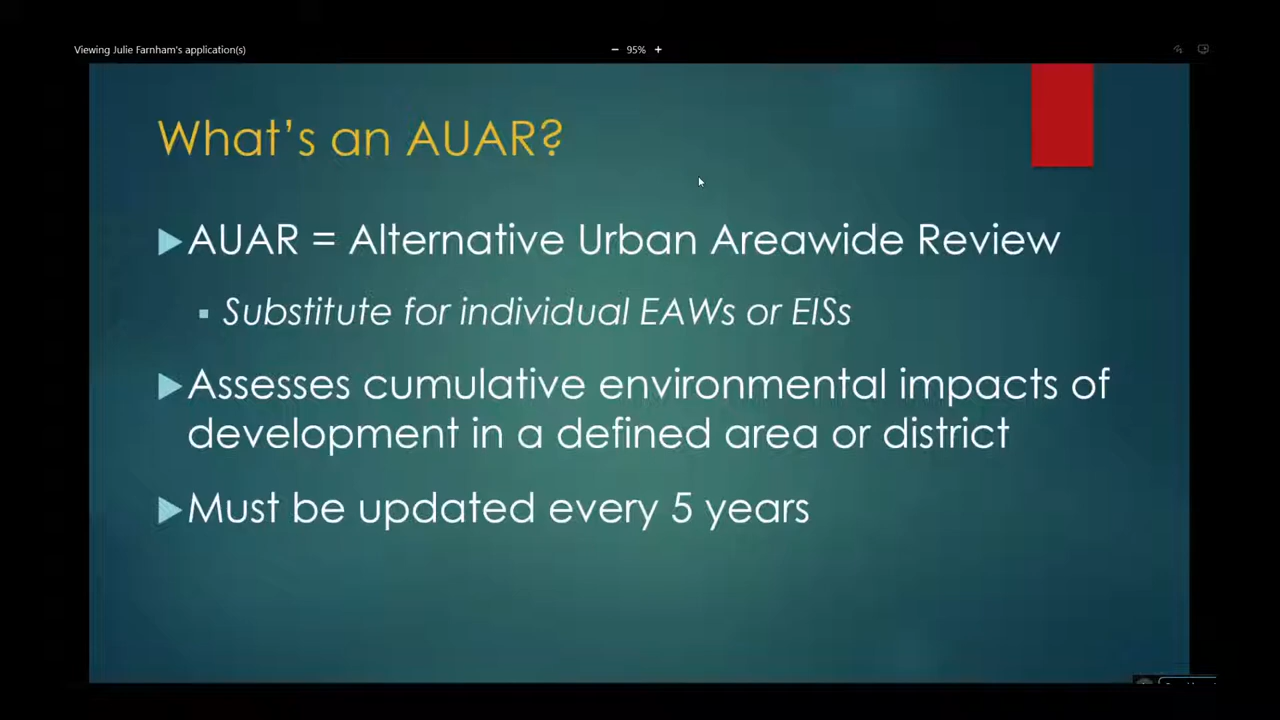 Viewing Julie Farnham's application(s)
95%
What's an AUAR?
AUAR = Alternative Urban Areawide Review
Substitute for individual EAWs or EISs
Assesses cumulative environmental impacts of
development in a defined area or district
Must be updated every 5 years